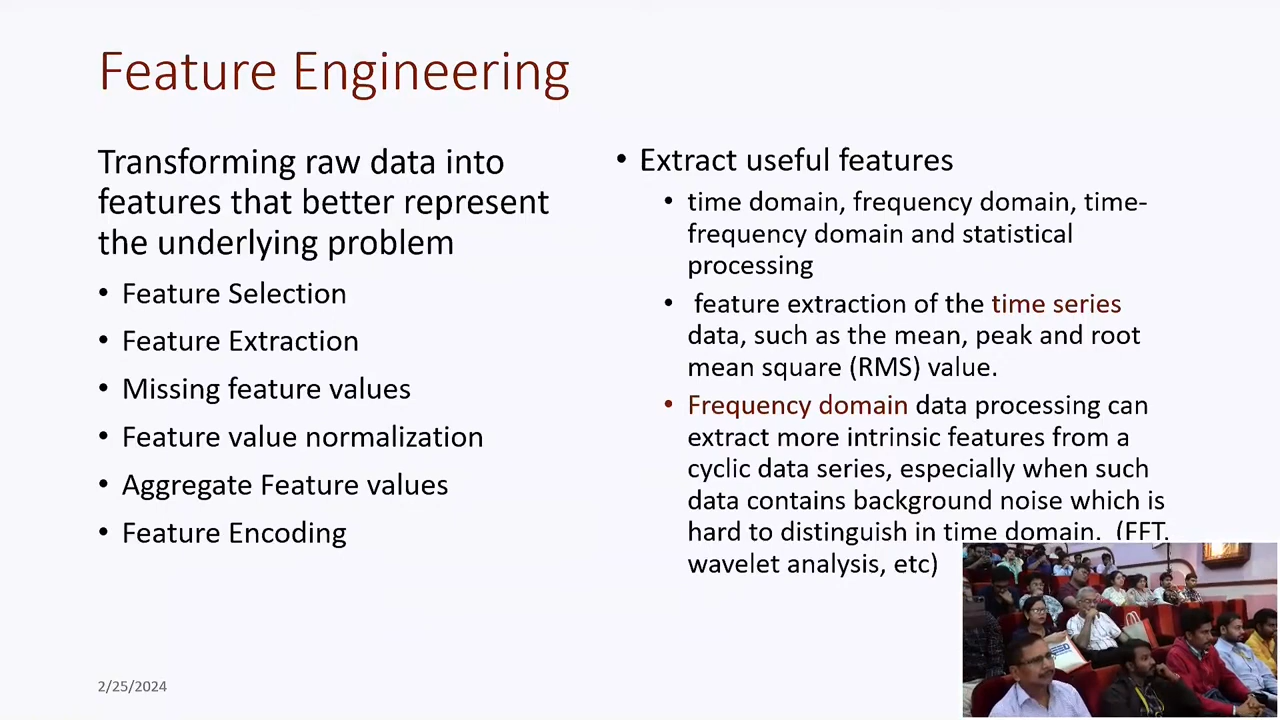 Feature Engineering
Transforming raw data into
features that better represent
the underlying problem
• Feature Selection
• Feature Extraction
• Missing feature values
• Feature value normalization
• Aggregate Feature values
• Feature Encoding
• Extract useful features
• time domain, frequency domain, time-
frequency domain and statistical
processing
• feature extraction of the time series
data, such as the mean, peak and root
mean square (RMS) value.
• Frequency domain data processing can
extract more intrinsic features from a
cyclic data series, especially when such
data contains background noise which is
hard to distinguish in time domain. (FFT,
wavelet analysis, etc)
2/25/2024